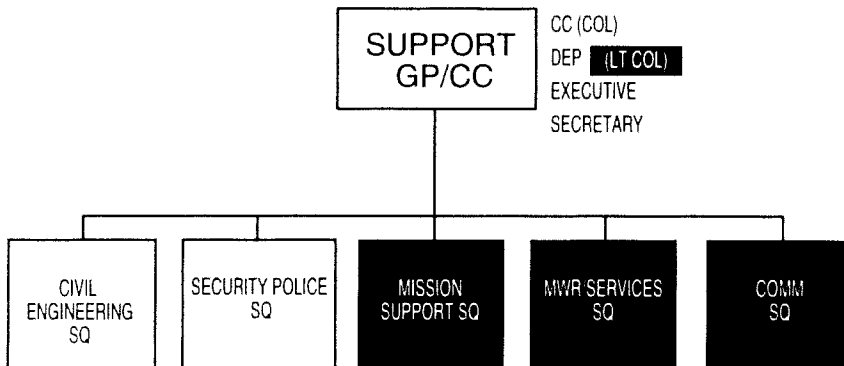 SUPPORT
GP/CC
CC (COL)
DEP (LT COL)
EXECUTIVE
SECRETARY
CIVIL
ENGINEERING
SQ
SECURITY POLICE
SQ
MISSION
SUPPORT SQ
MWR/SERVICES
SQ
COMM
SQ